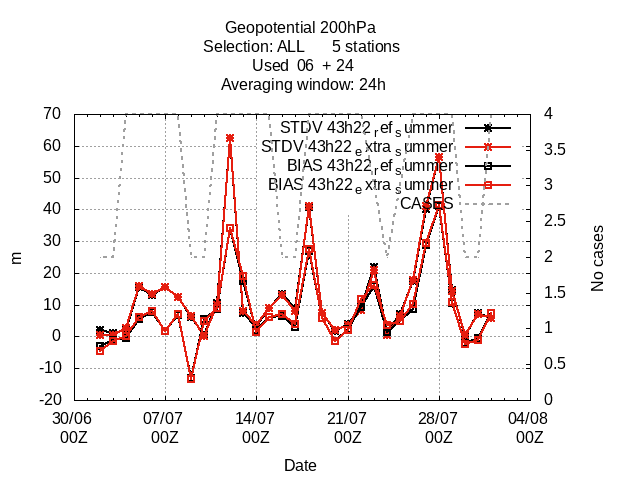 Geopotential 200hPa
Selection: ALL 5 stations
Used 06 + 24
Averaging window: 24h
STDV 43h22_ref_summer
STDV 43h22_extra_summer
BIAS 43h22_ref_summer
BIAS 43h22_extra_summer
CASES
70
60
50
40
30
20
10
0
-10
-20
m
4
3.5
3
2.5
2
1.5
1
0.5
0
No cases
30/06 07/07 14/07 21/07 28/07 04/08
00Z 00Z 00Z 00Z 00Z 00Z
Date